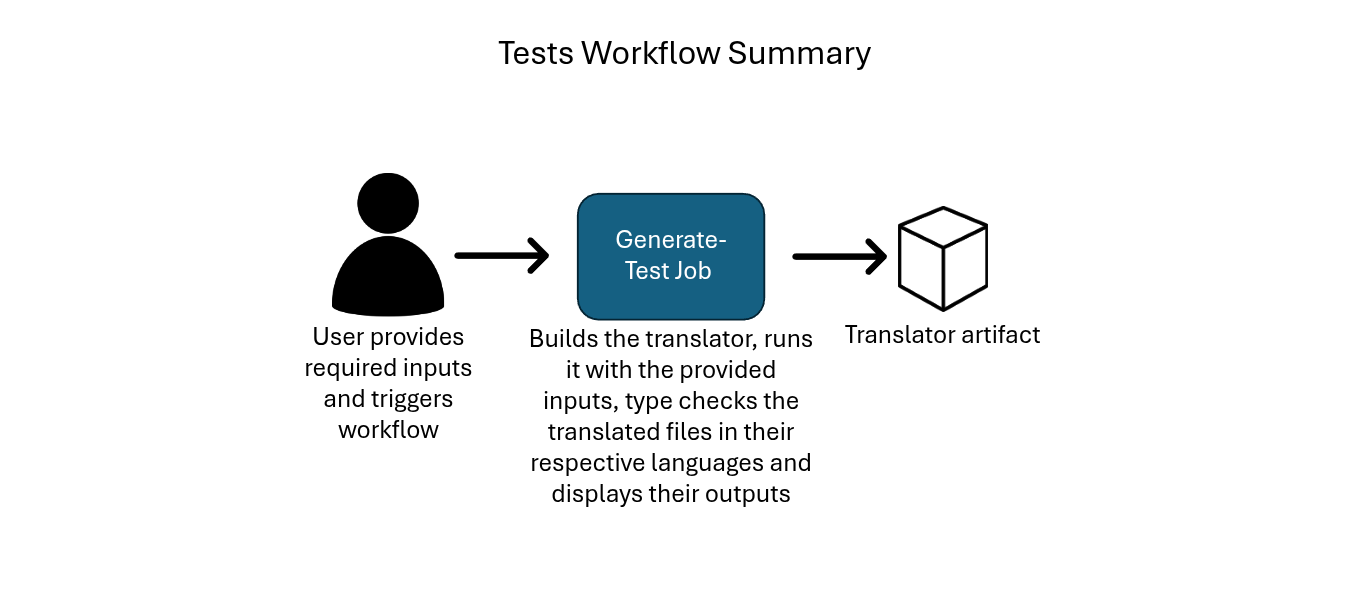 Tests Workflow Summary
Generate-
Test Job
User provides
required inputs
and triggers
workflow
Builds the translator, runs
it with the provided
inputs, type checks the
translated files in their
respective languages and
displays their outputs
Translator artifact